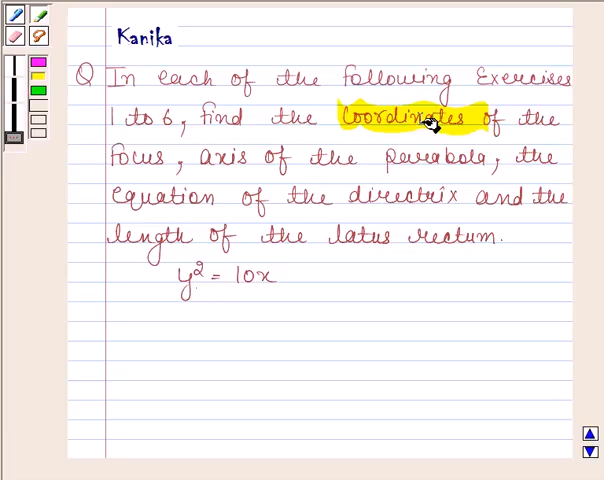 Kanika
Q In each of the following Exercises
1 to 6, find the coordinates of the
focus, axis of the parabola, the
equation of the directrix and the
length of the latus rectum.
y² = 10x